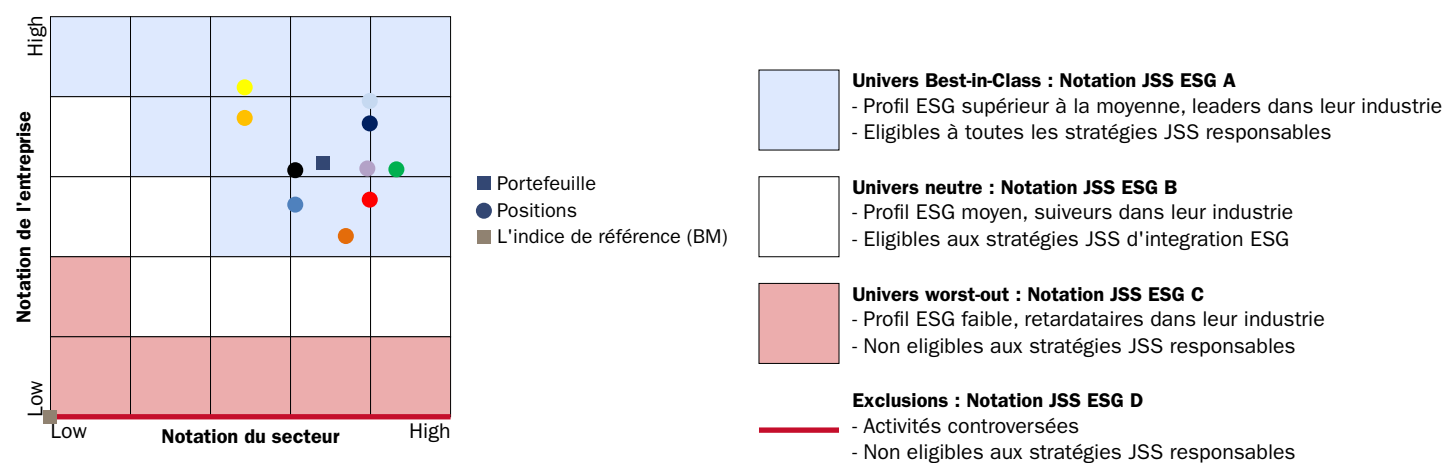 High
Notation de l'entreprise
Low
Low
Notation du secteur
High
Portefeuille
Positions
L'indice de référence (BM)
Univers Best-in-Class : Notation JSS ESG A
- Profil ESG supérieur à la moyenne, leaders dans leur industrie
- Eligibles à toutes les stratégies JSS responsables
Univers neutre : Notation JSS ESG B
- Profil ESG moyen, suiveurs dans leur industrie
- Eligibles aux stratégies JSS d'integration ESG
Univers worst-out : Notation JSS ESG C
- Profil ESG faible, retardataires dans leur industrie
- Non eligibles aux stratégies JSS responsables
Exclusions : Notation JSS ESG D
- Activités controversées
- Non eligibles aux stratégies JSS responsables